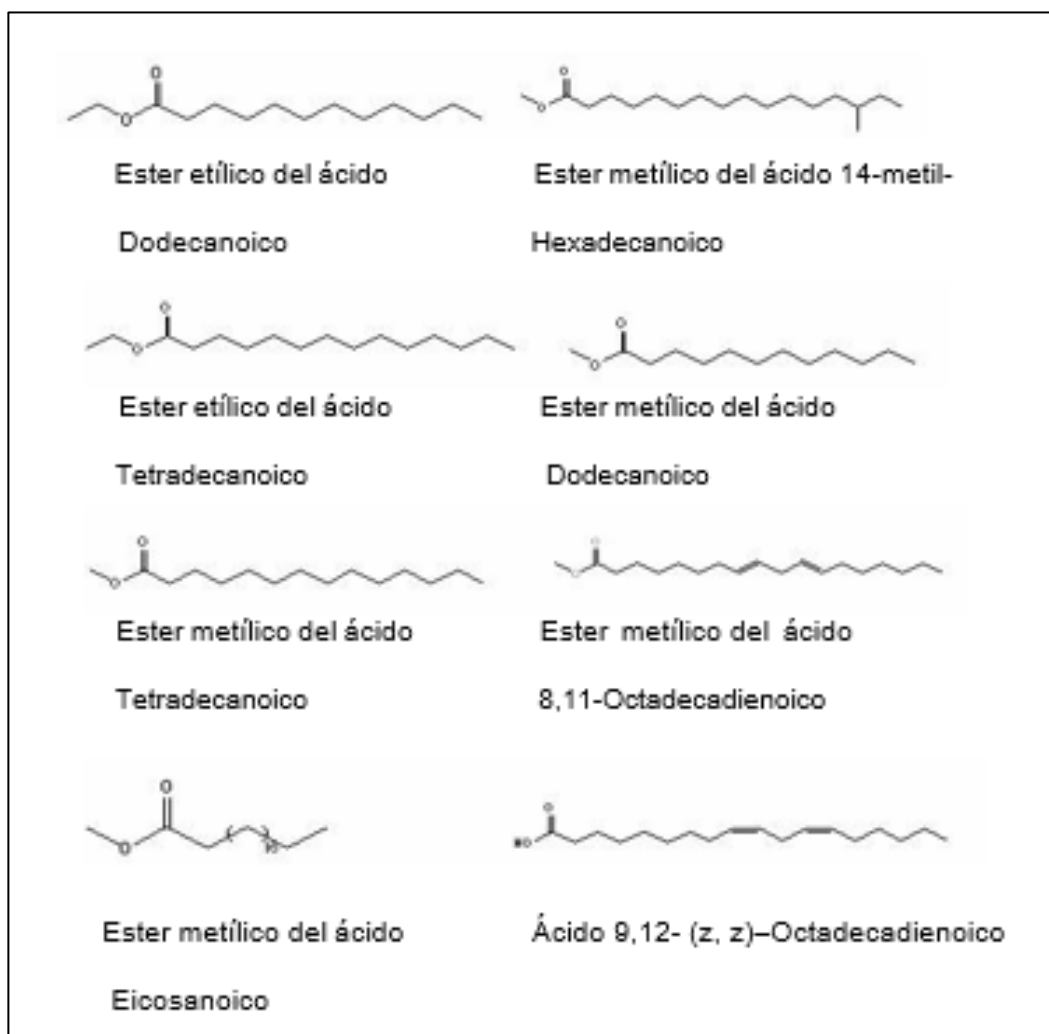 Ester etílico del ácido
Dodecanoico
Ester metílico del ácido 14-metil-
Hexadecanoico
Ester etílico del ácido
Tetradecanoico
Ester metílico del ácido
Dodecanoico
Ester metílico del ácido
Tetradecanoico
Ester metílico del ácido
8,11-Octadecadienoico
Ester metílico del ácido
Eicosanoico
Ácido 9,12- (z, z)–Octadecadienoico